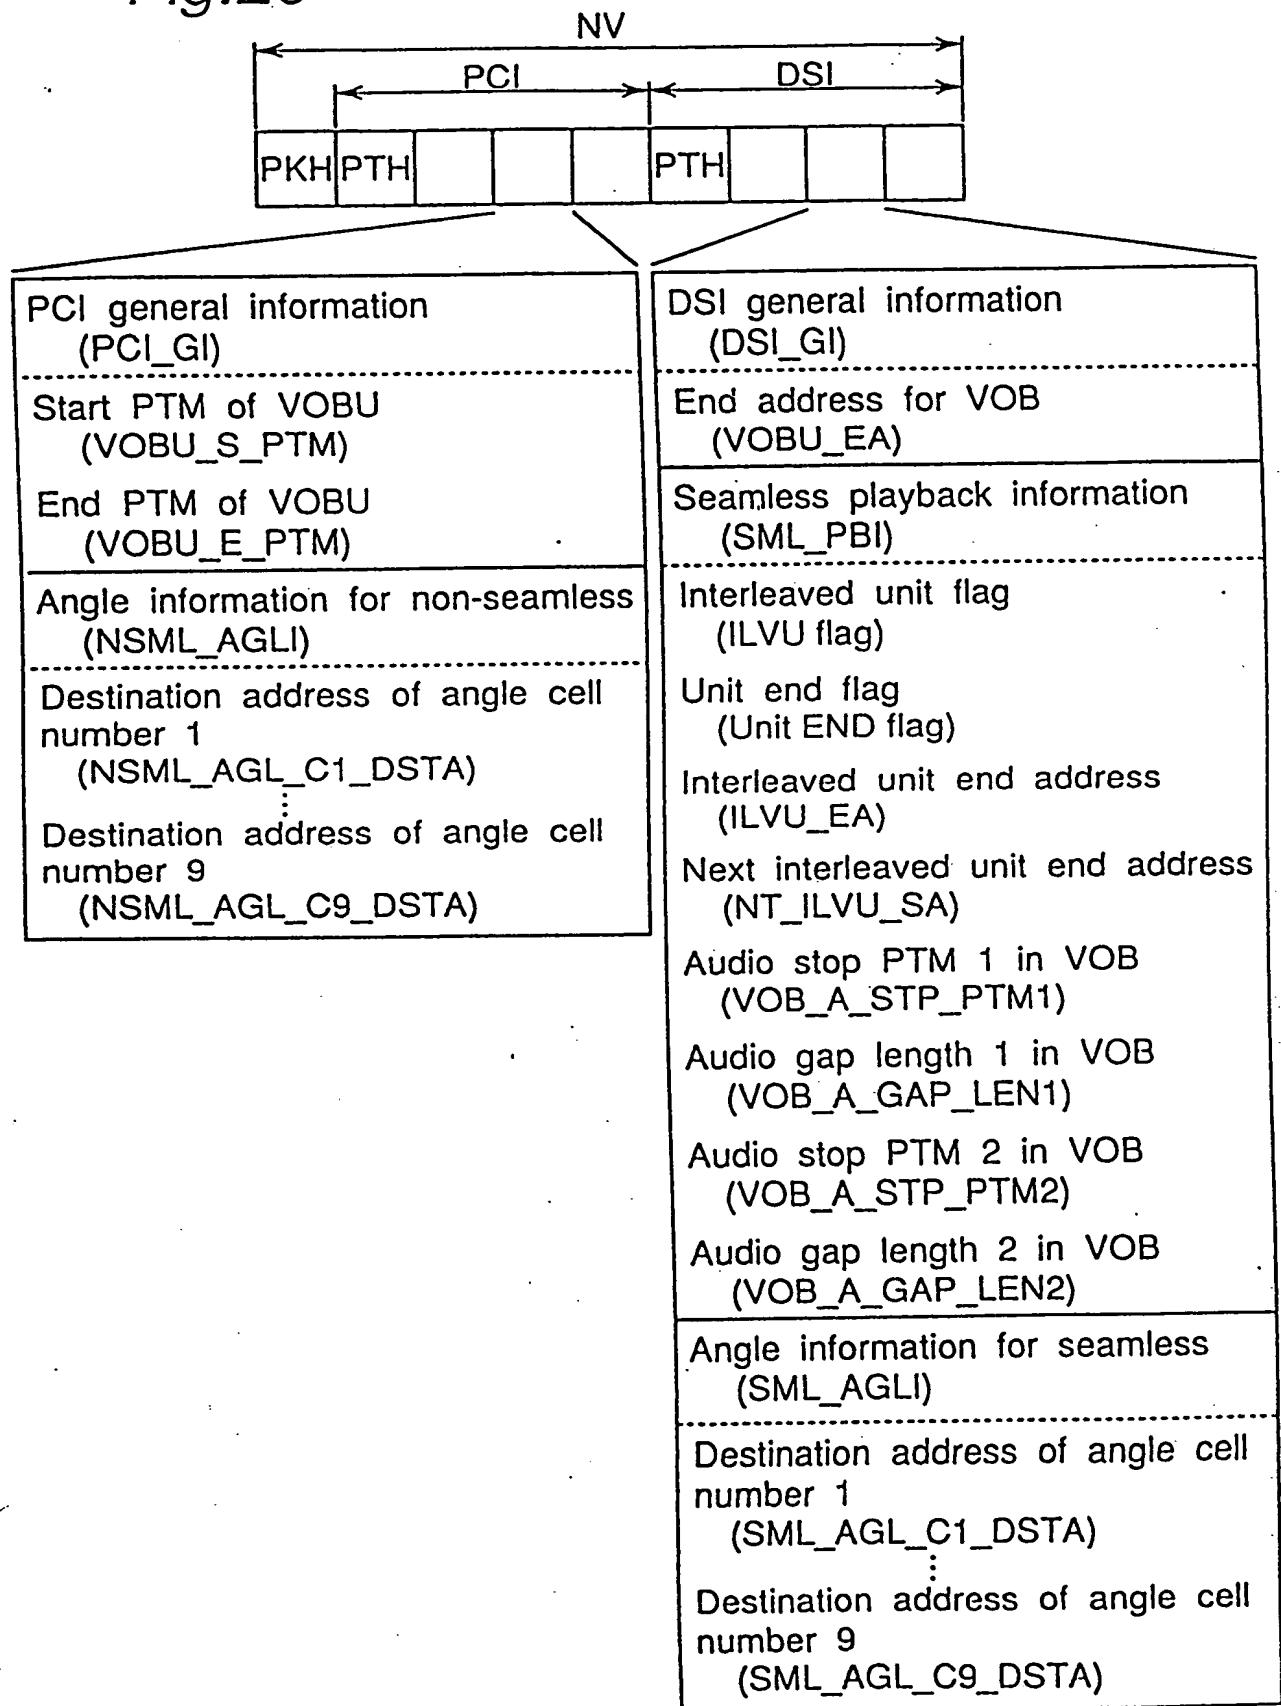 NV
PCI
DSI
PKH PTH PTH
PCI general information
(PCI_GI)
Start PTM of VOBU
(VOBU_S_PTM)
End PTM of VOBU
(VOBU_E_PTM)
Angle information for non-seamless
(NSML_AGLI)
Destination address of angle cell
number 1
(NSML_AGL_C1_DSTA)
Destination address of angle cell
number 9
(NSML_AGL_C9_DSTA)
DSI general information
(DSI_GI)
End address for VOB
(VOBU_EA)
Seamless playback information
(SML_PBI)
Interleaved unit flag
(ILVU flag)
Unit end flag
(Unit END flag)
Interleaved unit end address
(ILVU_EA)
Next interleaved unit end address
(NT_ILVU_SA)
Audio stop PTM 1 in VOB
(VOB_A_STP_PTM1)
Audio gap length 1 in VOB
(VOB_A_GAP_LEN1)
Audio stop PTM 2 in VOB
(VOB_A_STP_PTM2)
Audio gap length 2 in VOB
(VOB_A_GAP_LEN2)
Angle information for seamless
(SML_AGLI)
Destination address of angle cell
number 1
(SML_AGL_C1_DSTA)
Destination address of angle cell
number 9
(SML_AGL_C9_DSTA)